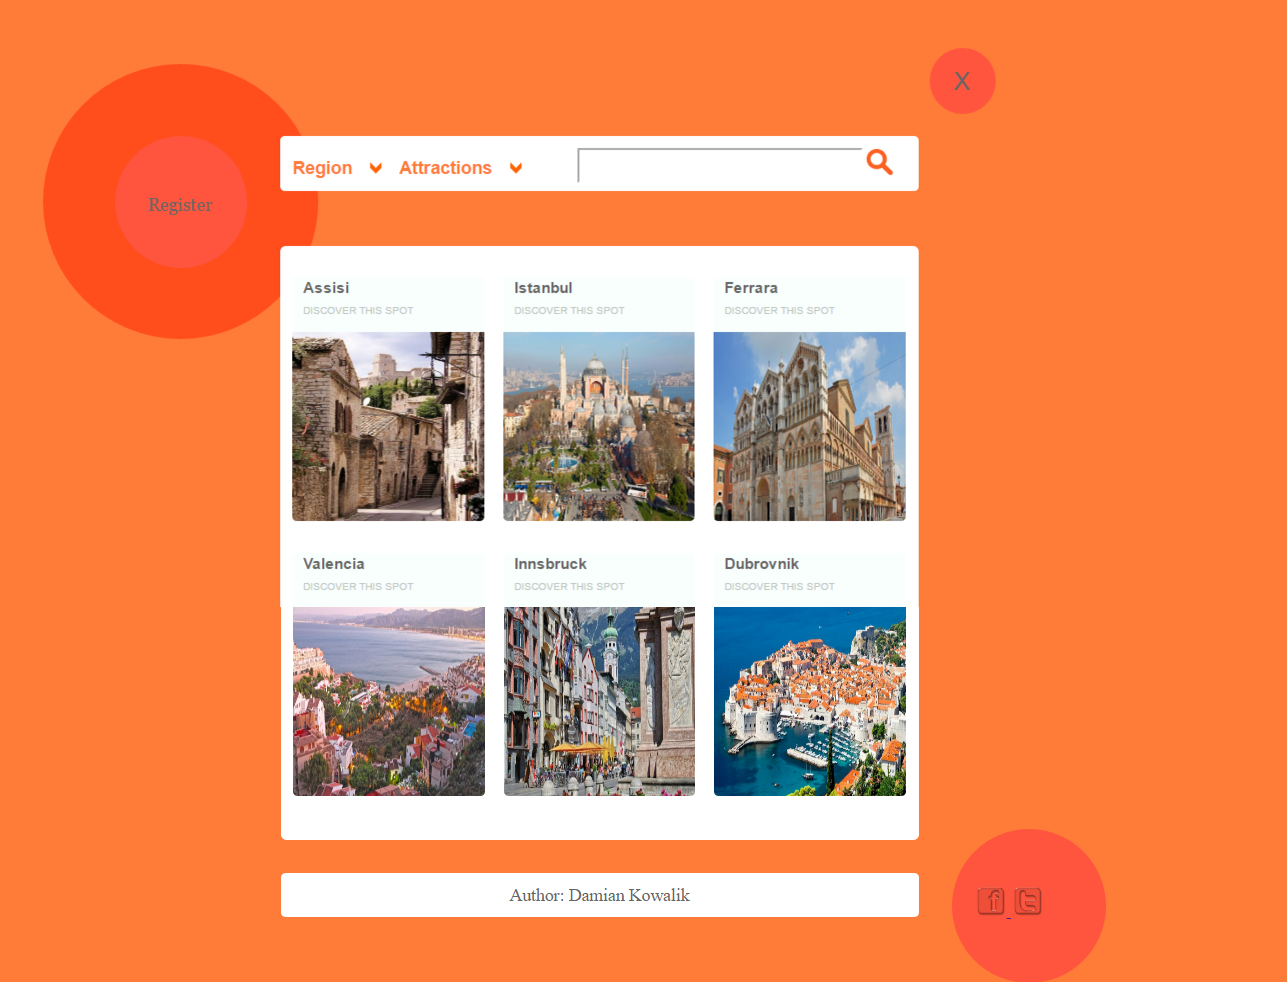 X
Region Attractions
Register
Assisi
DISCOVER THIS SPOT
Istanbul
DISCOVER THIS SPOT
Ferrara
DISCOVER THIS SPOT
Valencia
DISCOVER THIS SPOT
Innsbruck
DISCOVER THIS SPOT
Dubrovnik
DISCOVER THIS SPOT
Author: Damian Kowalik
f t